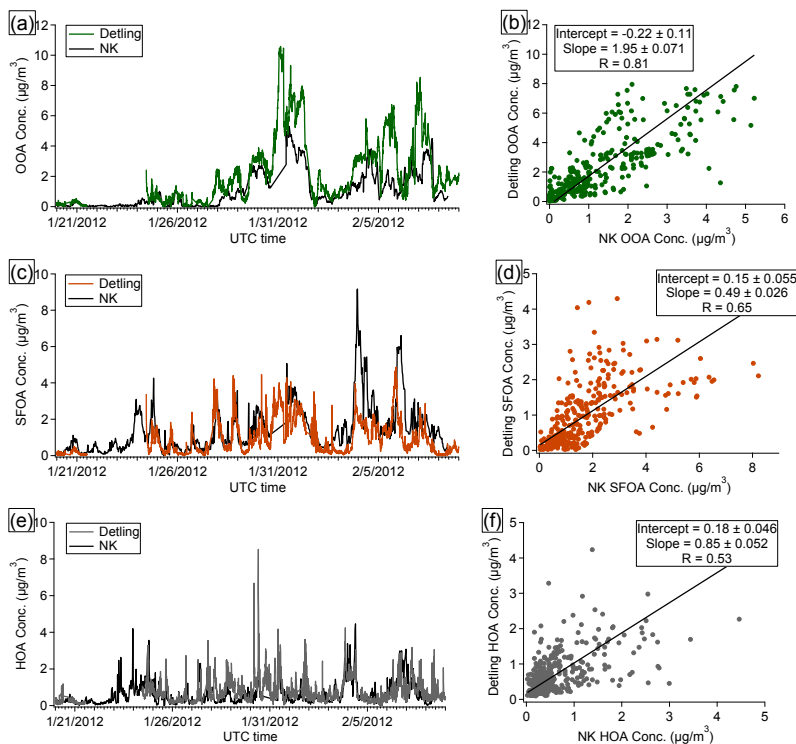 (a)
Detling
NK
OOA Conc. (µg/m³)
12
10
8
6
4
2
0
1/21/2012 1/26/2012 1/31/2012 2/5/2012
UTC time
(b)
Intercept = -0.22 ± 0.11
Slope = 1.95 ± 0.071
R = 0.81
Detling OOA Conc. (µg/m³)
10
8
6
4
2
0
0 1 2 3 4 5 6
NK OOA Conc. (µg/m³)
(c)
Detling
NK
SFOA Conc. (µg/m³)
10
8
6
4
2
0
1/21/2012 1/26/2012 1/31/2012 2/5/2012
UTC time
(d)
Intercept = 0.15 ± 0.055
Slope = 0.49 ± 0.026
R = 0.65
Detling SFOA Conc. (µg/m³)
5
4
3
2
1
0
0 2 4 6 8
NK SFOA Conc. (µg/m³)
(e)
Detling
NK
HOA Conc. (µg/m³)
10
8
6
4
2
0
1/21/2012 1/26/2012 1/31/2012 2/5/2012
UTC time
(f)
Intercept = 0.18 ± 0.046
Slope = 0.85 ± 0.052
R = 0.53
Detling HOA Conc. (µg/m³)
5
4
3
2
1
0
0 1 2 3 4 5
NK HOA Conc. (µg/m³)